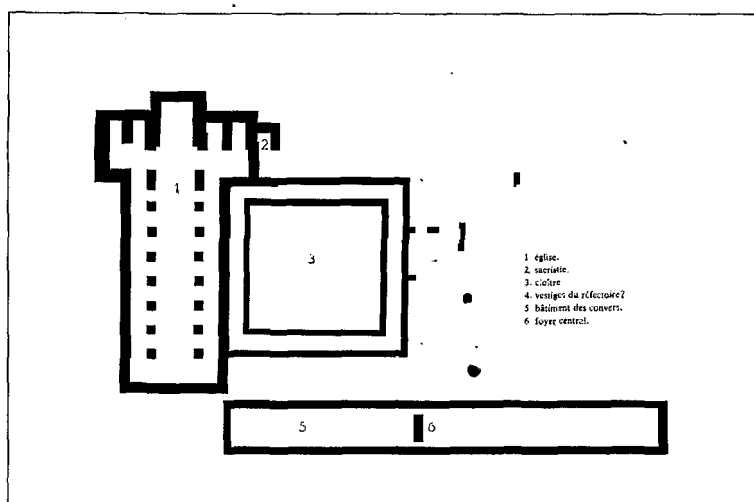 2
1
3
1 église.
2. sacristie.
3. cloître
4. vestiges du réfectoire?
5 bâtiment des convers.
6 foyer central.
5
6